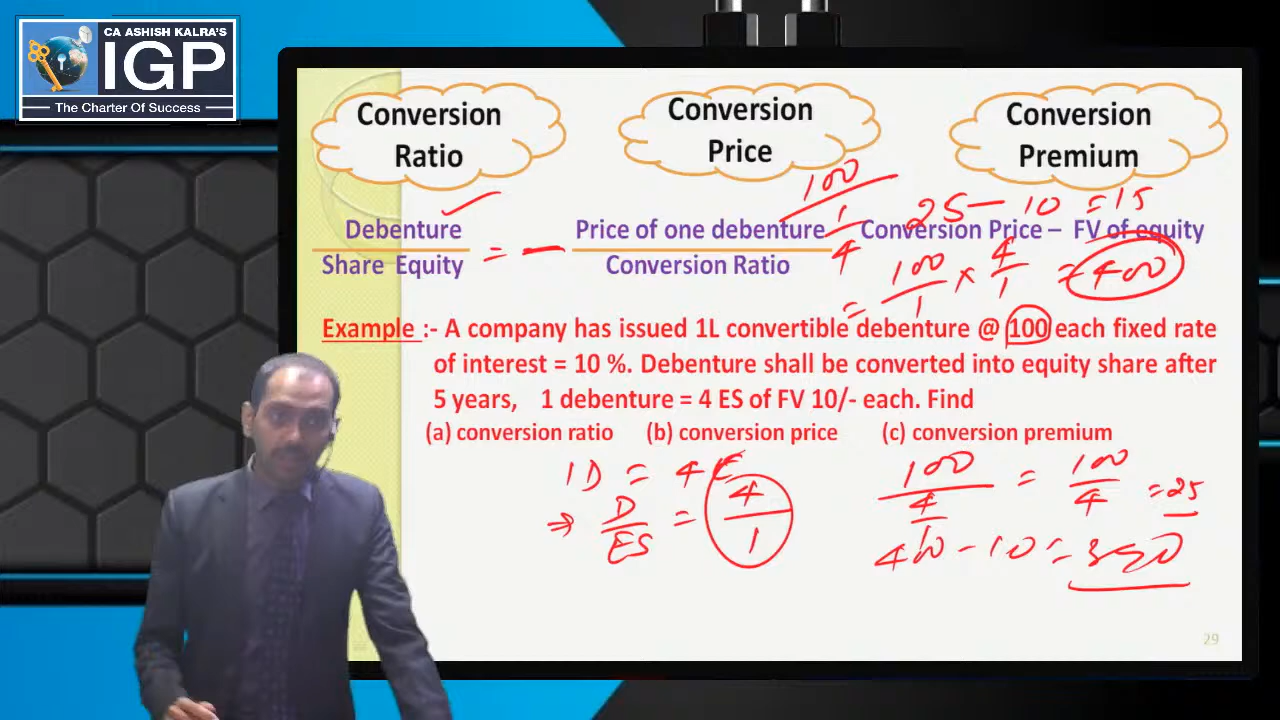 CA ASHISH KALRA'S
IGP
The Charter Of Success
Conversion
Ratio
Conversion
Price
Conversion
Premium
Debenture
Share Equity
= −
Price of one debenture
Conversion Ratio
100
1
4
25 − 10 = 15
Conversion Price – FV of equity
= 100/1 × 4/1 = 400
Example :- A company has issued 1L convertible debenture @ 100 each fixed rate
of interest = 10 %. Debenture shall be converted into equity share after
5 years, 1 debenture = 4 ES of FV 10/- each. Find
(a) conversion ratio (b) conversion price (c) conversion premium
1D = 4E
⇒ D/ES = 4/1
100/4/1 = 100/4 = 25
400 − 10 = 390
29